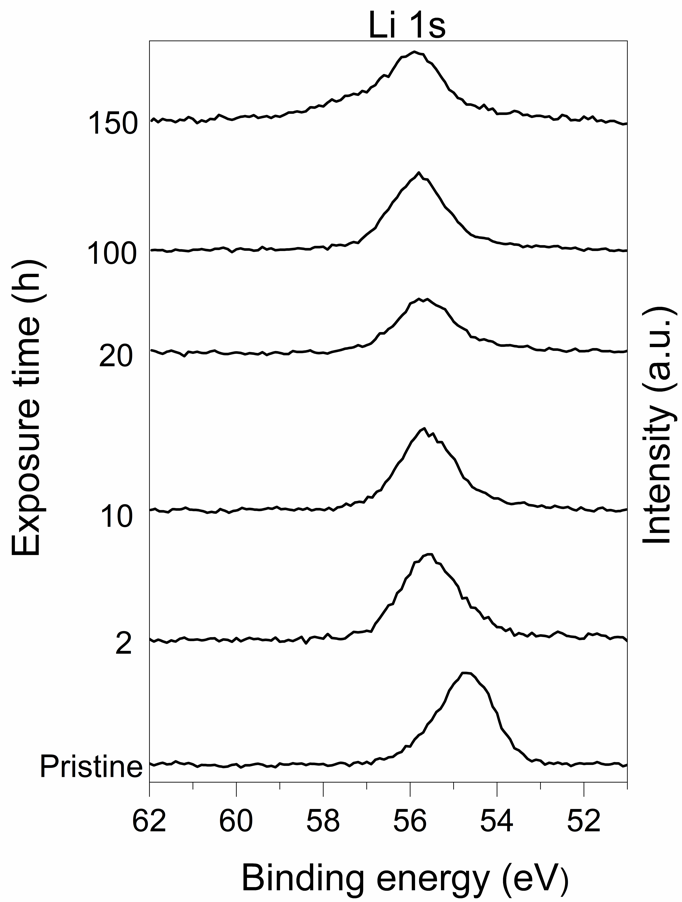 Li 1s
Exposure time (h)
150
100
20
10
2
Pristine
Intensity (a.u.)
62 60 58 56 54 52
Binding energy (eV)